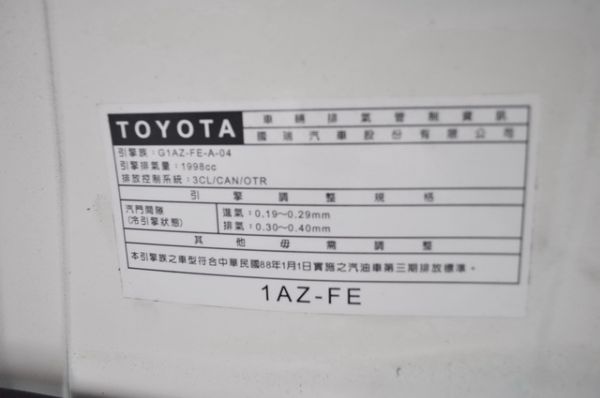 TOYOTA
車輛排氣管制資訊
國瑞汽車股份有限公司
引擎族：G1AZ-FE-A-04
引擎排氣量：1998cc
排放控制系統：3CL/CAN/OTR
引擎調整規格
汽門間隙
(冷引擎狀態)
進氣：0.19～0.29mm
排氣：0.30～0.40mm
其他毋需調整
本引擎族之車型符合中華民國88年1月1日實施之汽油車第三期排放標準。
1AZ-FE